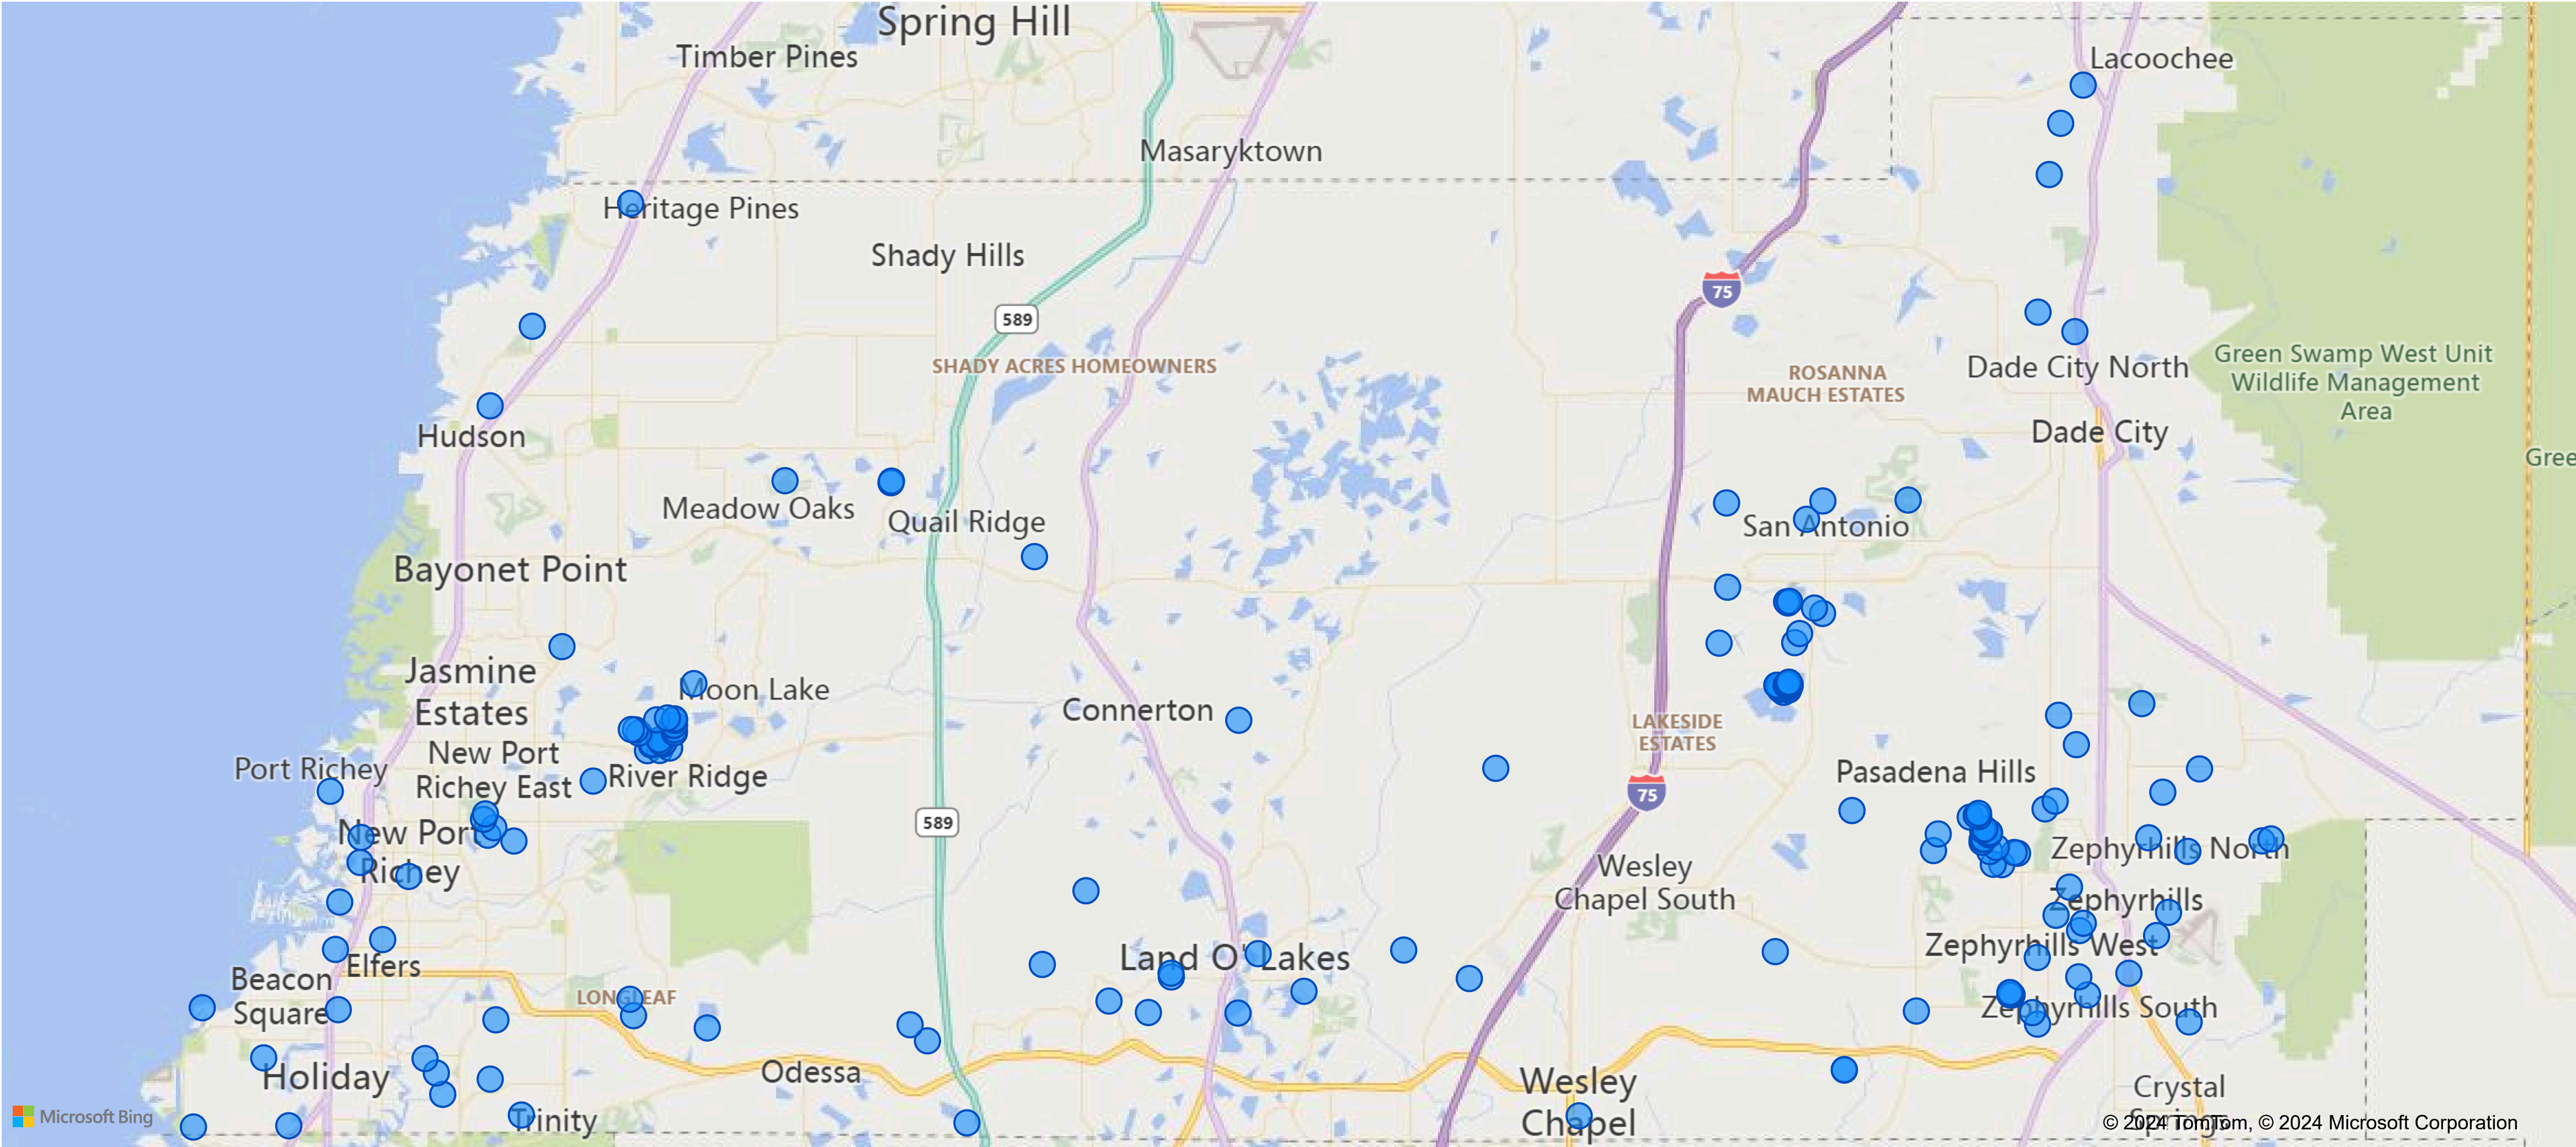 Spring Hill
Timber Pines
Lacoochee
Masaryktown
Heritage Pines
Shady Hills
75
589
SHADY ACRES HOMEOWNERS
ROSANNA
MAUCH ESTATES
Dade City North
Green Swamp West Unit
Wildlife Management
Area
Hudson
Dade City
Gree
Meadow Oaks
Quail Ridge
San Antonio
Bayonet Point
Jasmine
Estates
Moon Lake
Connerton
LAKESIDE
ESTATES
New Port
Richey East
Port Richey
River Ridge
Pasadena Hills
75
589
New Port
Richey
Zephyrhills North
Wesley
Chapel South
Zephyrhills
Land O' Lakes
Zephyrhills West
Elfers
Beacon
Square
LONGLEAF
Zephyrhills South
Holiday
Odessa
Wesley
Chapel
Crystal
Springs
Trinity
Microsoft Bing
© 2024 TomTom, © 2024 Microsoft Corporation